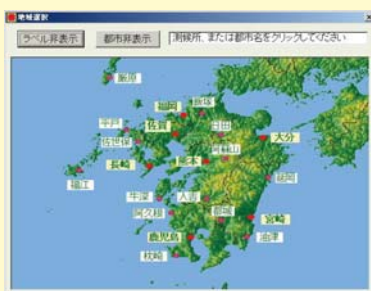 地域選択
ラベル非表示
都市非表示
測候所、または都市名をクリックしてください
厳原
福岡
飯塚
平戸
佐賀
日田
大分
佐世保
阿蘇山
長崎
熊本
福江
延岡
牛深
人吉
阿久根
都城
宮崎
鹿児島
油津
枕崎